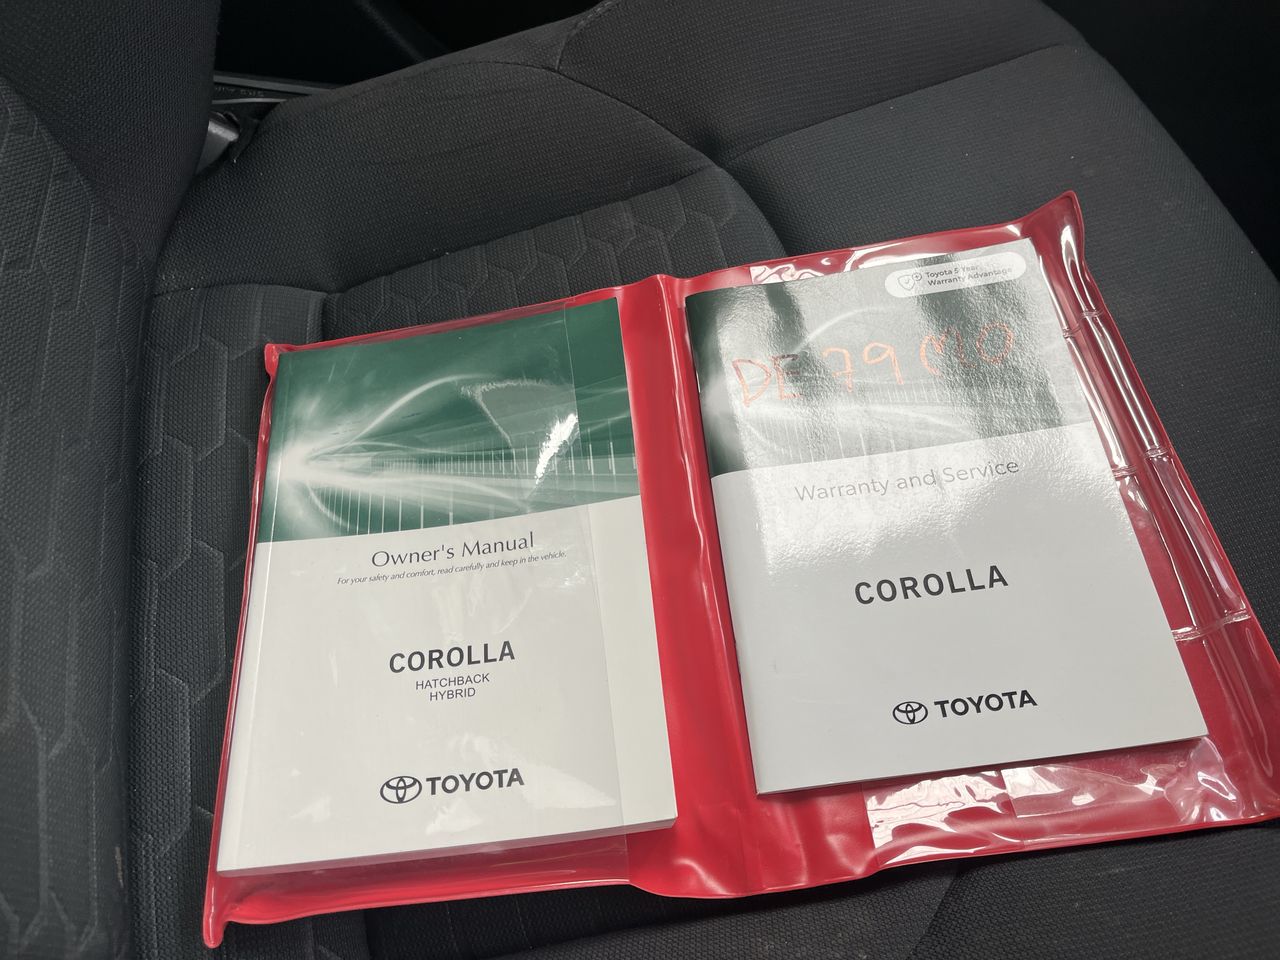 Owner's Manual
For your safety and comfort, read carefully and keep in the vehicle.
COROLLA
HATCHBACK
HYBRID
TOYOTA
Toyota 5 Year
Warranty Advantage
DE 79 MO
Warranty and Service
COROLLA
TOYOTA